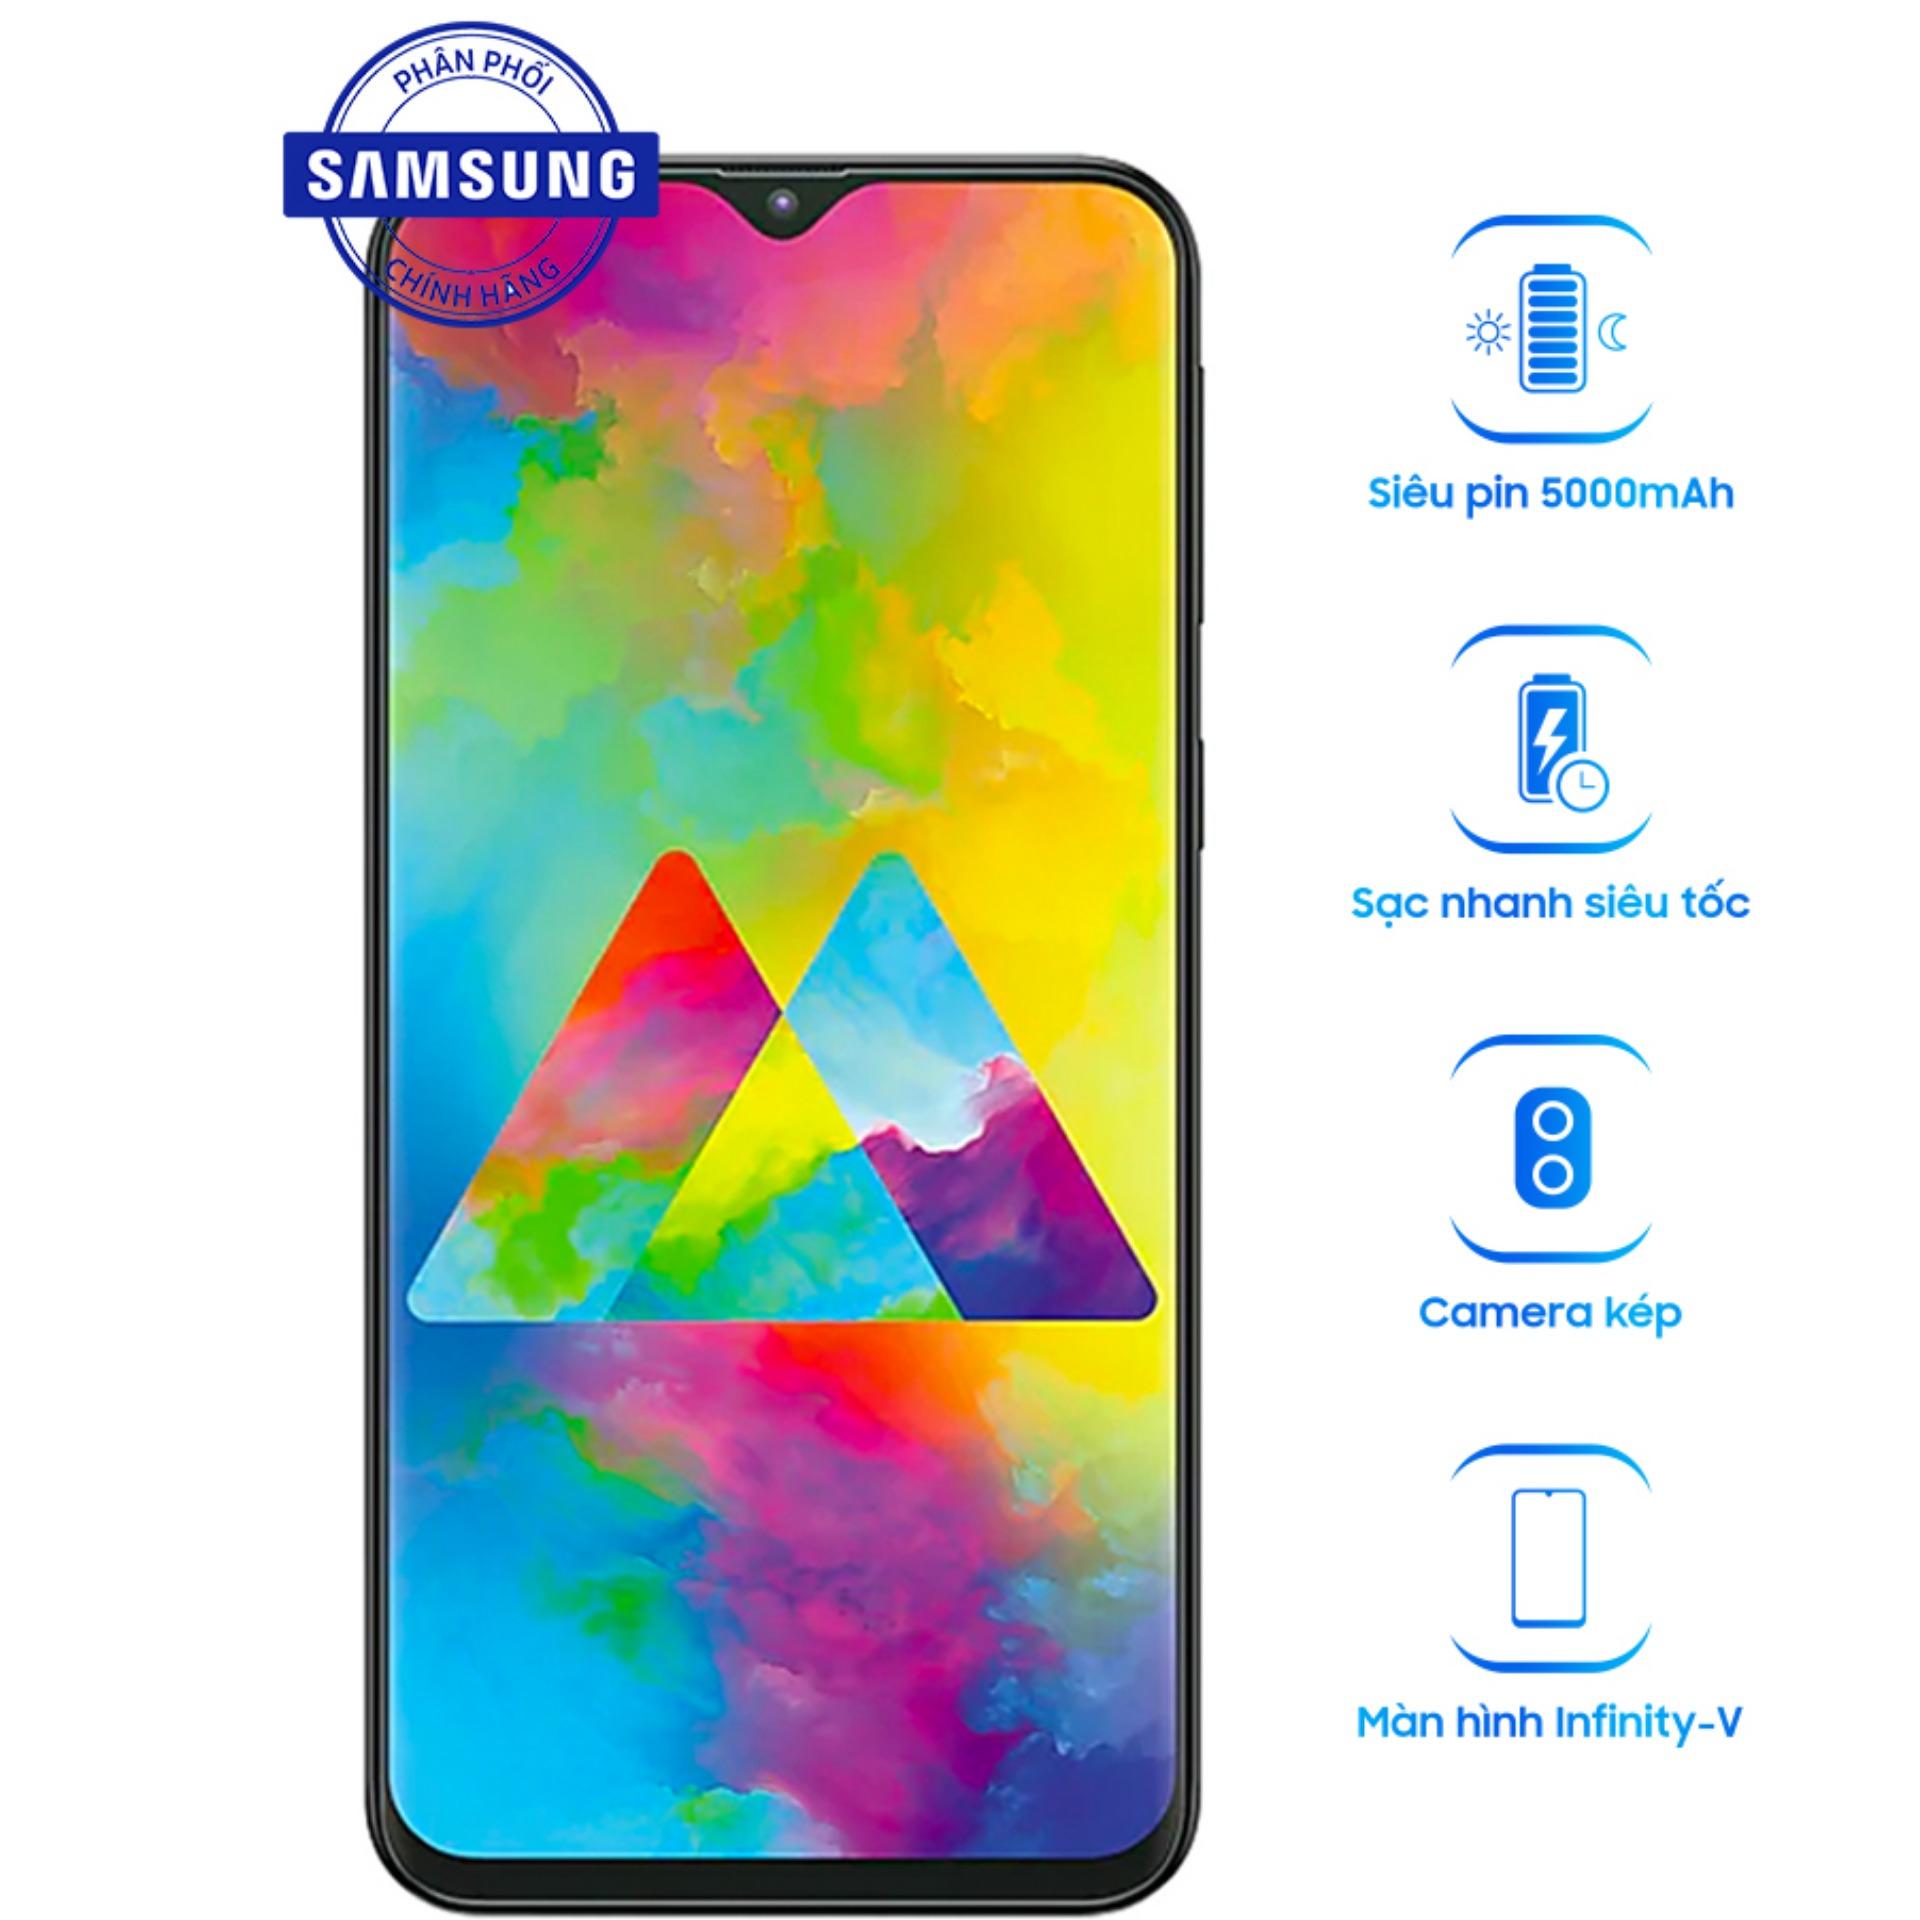 PHÂN PHỐI
SAMSUNG
CHÍNH HÃNG
Siêu pin 5000mAh
Sạc nhanh siêu tốc
Camera kép
Màn hình Infinity-V